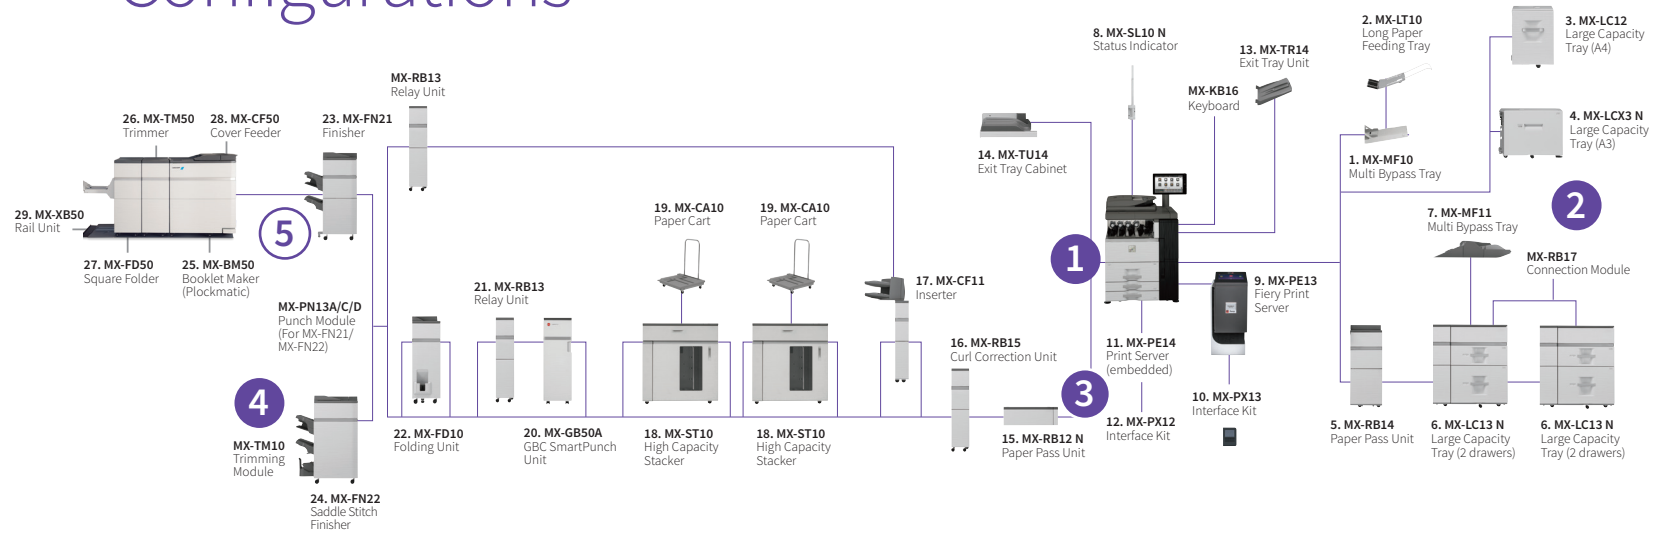 Configurations
MX-RB13
Relay Unit
26. MX-TM50
Trimmer
28. MX-CF50
Cover Feeder
23. MX-FN21
Finisher
29. MX-XB50
Rail Unit
5
27. MX-FD50
Square Folder
25. MX-BM50
Booklet Maker
(Plockmatic)
MX-PN13A/C/D
Punch Module
(For MX-FN21/
MX-FN22)
4
MX-TM10
Trimming
Module
24. MX-FN22
Saddle Stitch
Finisher
22. MX-FD10
Folding Unit
21. MX-RB13
Relay Unit
20. MX-GB50A
GBC SmartPunch
Unit
19. MX-CA10
Paper Cart
19. MX-CA10
Paper Cart
18. MX-ST10
High Capacity
Stacker
18. MX-ST10
High Capacity
Stacker
17. MX-CF11
Inserter
16. MX-RB15
Curl Correction Unit
15. MX-RB12 N
Paper Pass Unit
3
14. MX-TU14
Exit Tray Cabinet
8. MX-SL10 N
Status Indicator
13. MX-TR14
Exit Tray Unit
MX-KB16
Keyboard
1
9. MX-PE13
Fiery Print
Server
11. MX-PE14
Print Server
(embedded)
12. MX-PX12
Interface Kit
10. MX-PX13
Interface Kit
2. MX-LT10
Long Paper
Feeding Tray
3. MX-LC12
Large Capacity
Tray (A4)
1. MX-MF10
Multi Bypass Tray
4. MX-LCX3 N
Large Capacity
Tray (A3)
2
7. MX-MF11
Multi Bypass Tray
MX-RB17
Connection Module
5. MX-RB14
Paper Pass Unit
6. MX-LC13 N
Large Capacity
Tray (2 drawers)
6. MX-LC13 N
Large Capacity
Tray (2 drawers)